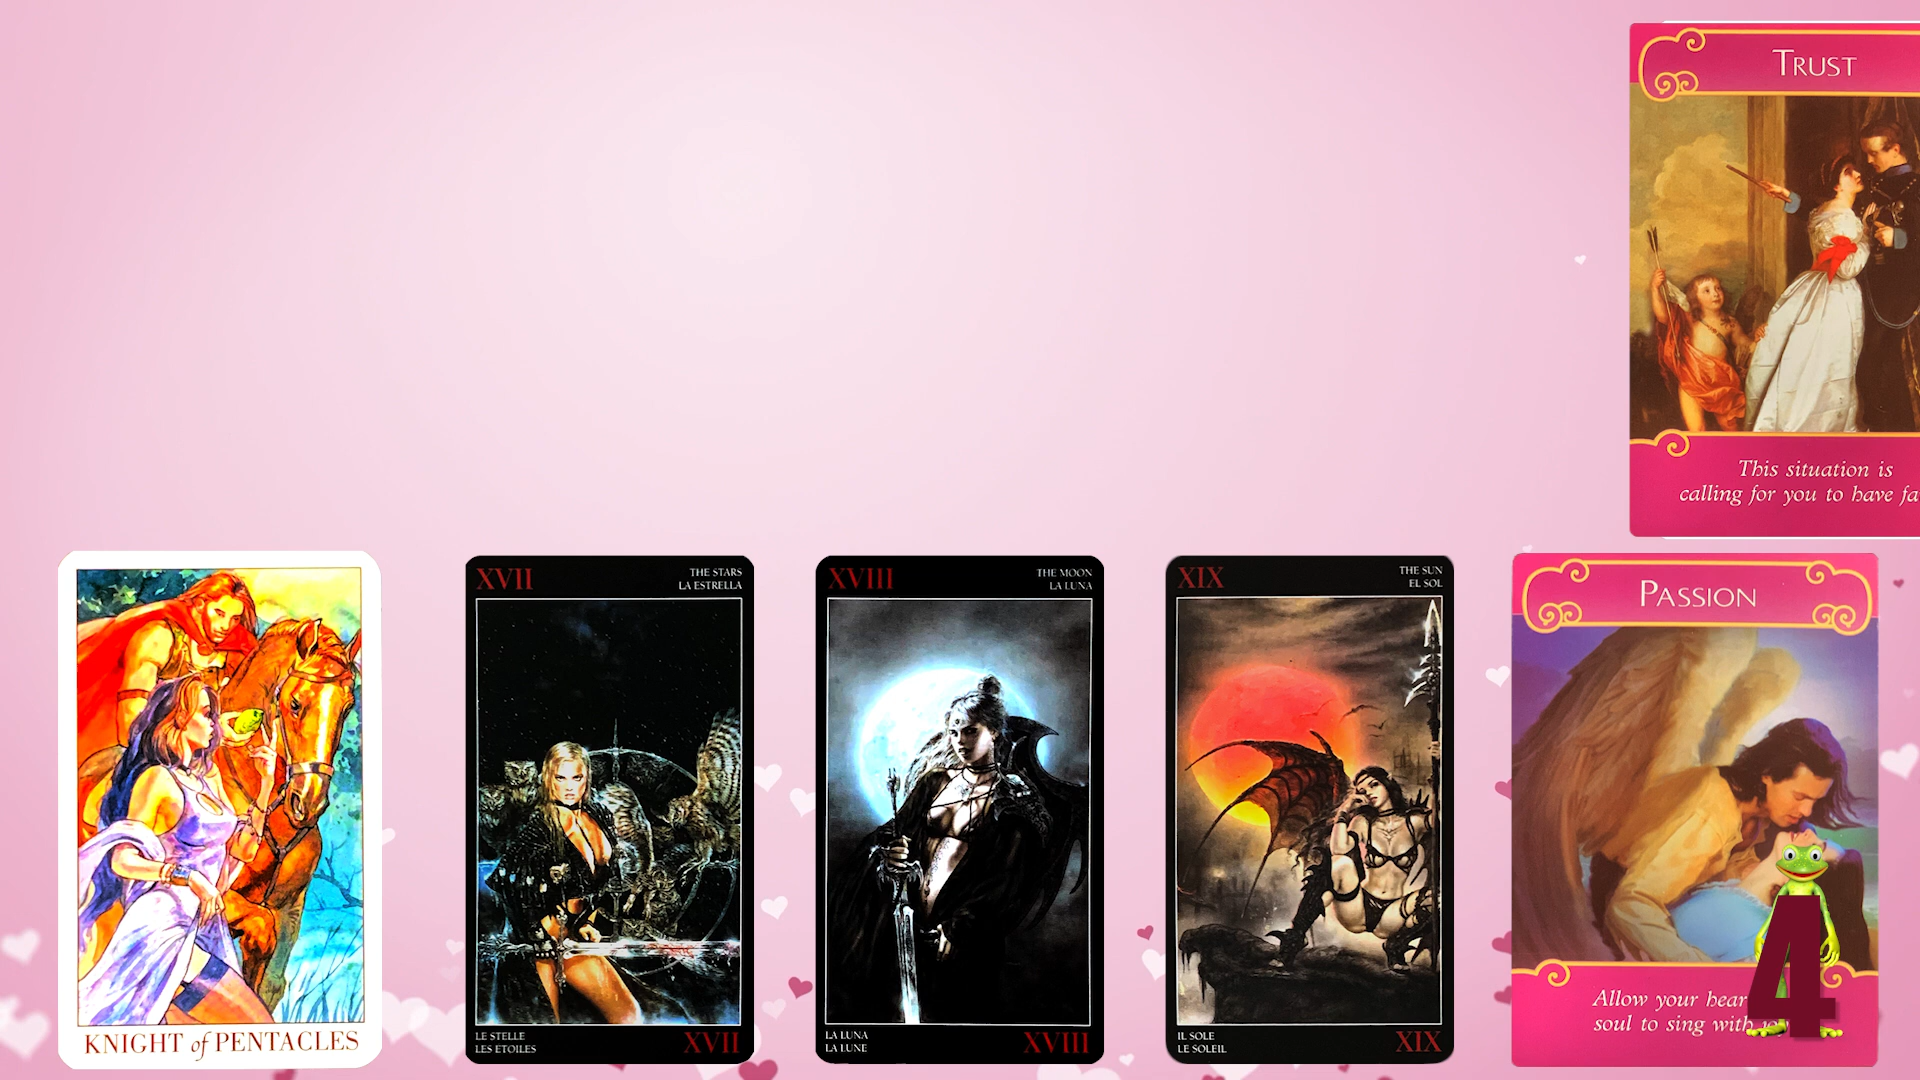 TRUST
This situation is
calling for you to have
KNIGHT of PENTACLES
XVII
THE STARS
LA ESTRELLA
LE STELLE
LES ETOILES
XVII
XVIII
THE MOON
LA LUNA
LA LUNA
LA LUNE
XVIII
XIX
THE SUN
EL SOL
IL SOLE
LE SOLEIL
XIX
PASSION
Allow your
soul to sing with
4